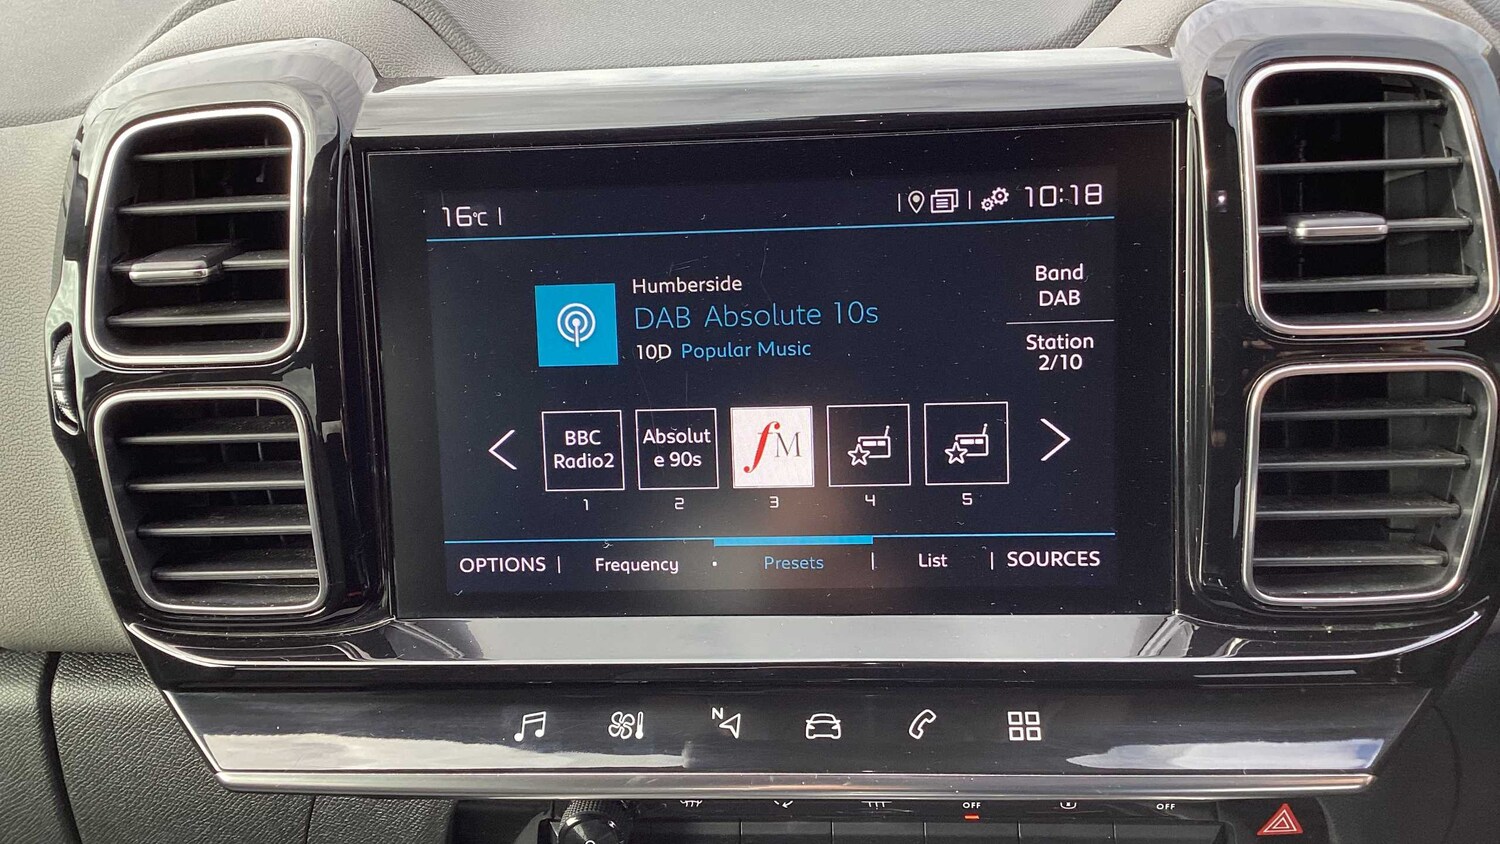 16°C
10:18
Humberside
DAB Absolute 10s
10D Popular Music
Band
DAB
Station
2/10
BBC
Radio2
Absolut
e 90s
fM
1
2
3
4
5
OPTIONS
Frequency
Presets
List
SOURCES
N
OFF
OFF